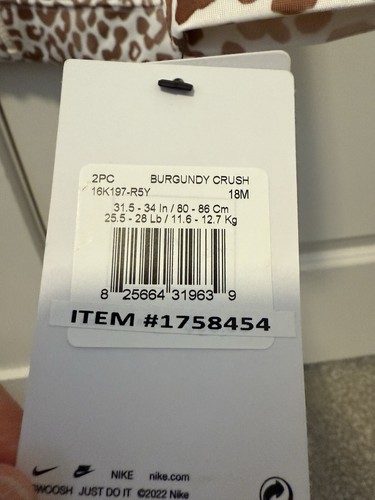 2PC BURGUNDY CRUSH
16K197-R5Y 18M
31.5 - 34 In / 80 - 86 Cm
25.5 - 28 Lb / 11.6 - 12.7 Kg
8 25664 31963 9
ITEM #1758454
NIKE nike.com
SWOOSH JUST DO IT ©2022 Nike